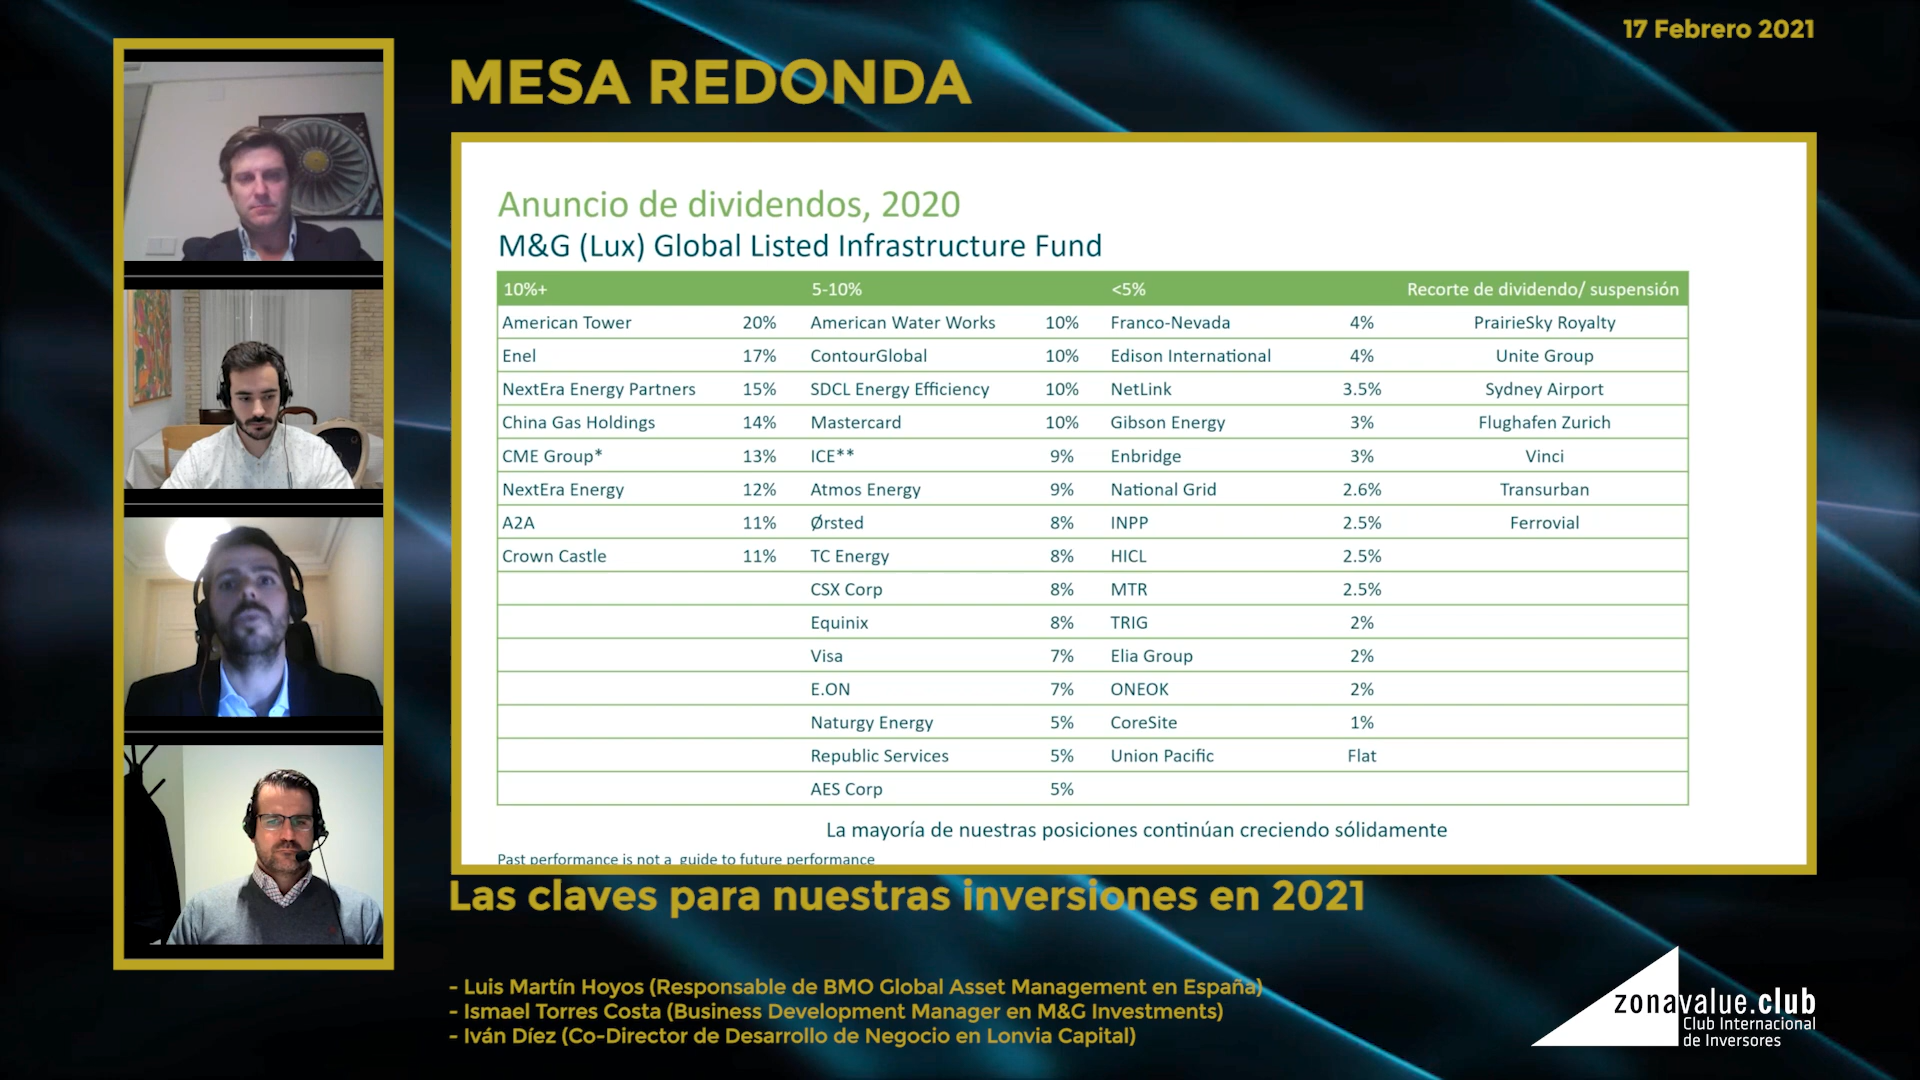 17 Febrero 2021
MESA REDONDA
Anuncio de dividendos, 2020
M&G (Lux) Global Listed Infrastructure Fund
10%+ 5-10% <5% Recorte de dividendo/ suspensión
American Tower 20% American Water Works 10% Franco-Nevada 4% PrairieSky Royalty
Enel 17% ContourGlobal 10% Edison International 4% Unite Group
NextEra Energy Partners 15% SDCL Energy Efficiency 10% NetLink 3.5% Sydney Airport
China Gas Holdings 14% Mastercard 10% Gibson Energy 3% Flughafen Zurich
CME Group* 13% ICE** 9% Enbridge 3% Vinci
NextEra Energy 12% Atmos Energy 9% National Grid 2.6% Transurban
A2A 11% Ørsted 8% INPP 2.5% Ferrovial
Crown Castle 11% TC Energy 8% HICL 2.5%
CSX Corp 8% MTR 2.5%
Equinix 8% TRIG 2%
Visa 7% Elia Group 2%
E.ON 7% ONEOK 2%
Naturgy Energy 5% CoreSite 1%
Republic Services 5% Union Pacific Flat
AES Corp 5%
La mayoría de nuestras posiciones continúan creciendo sólidamente
Past performance is not a guide to future performance
Las claves para nuestras inversiones en 2021
- Luis Martín Hoyos (Responsable de BMO Global Asset Management en España)
- Ismael Torres Costa (Business Development Manager en M&G Investments)
- Iván Díez (Co-Director de Desarrollo de Negocio en Lonvia Capital)
zonavalue.club
Club Internacional
de Inversores